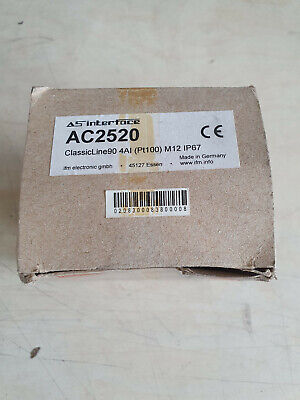 AS interface
AC2520
CE
ClassicLine90 4AI (Pt100) M12 IP67
ifm electronic gmbh · 45127 Essen · Made in Germany
www.ifm.info